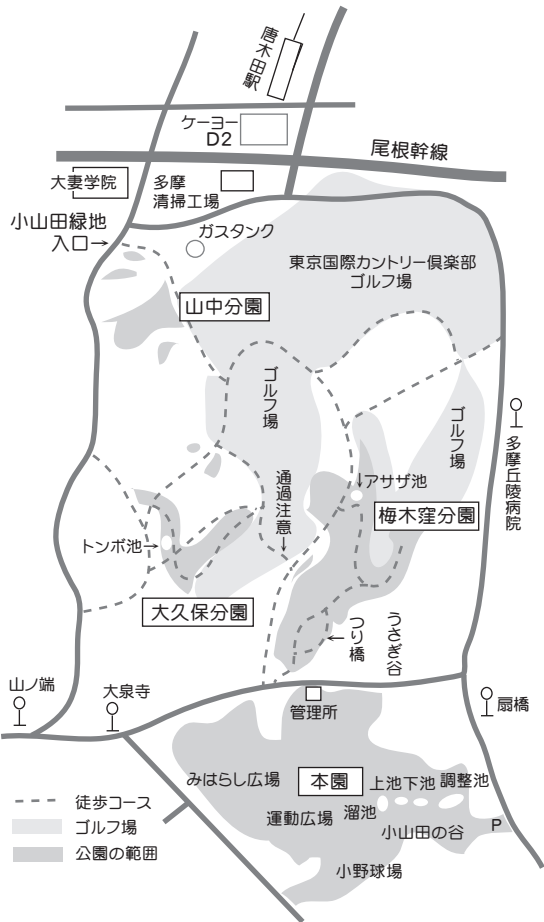 唐木田駅
ケーヨー
D2
尾根幹線
大妻学院
多摩
清掃工場
小山田緑地
入口→
ガスタンク
東京国際カントリー倶楽部
ゴルフ場
山中分園
ゴルフ場
ゴルフ場
多摩丘陵病院
通過注意→
アサザ池
梅木窪分園
トンボ池→
大久保分園
←つり橋
うさぎ谷
山ノ端
大泉寺
管理所
扇橋
みはらし広場
本園
上池下池
調整池
運動広場
溜池
小山田の谷
P
小野球場
徒歩コース
ゴルフ場
公園の範囲